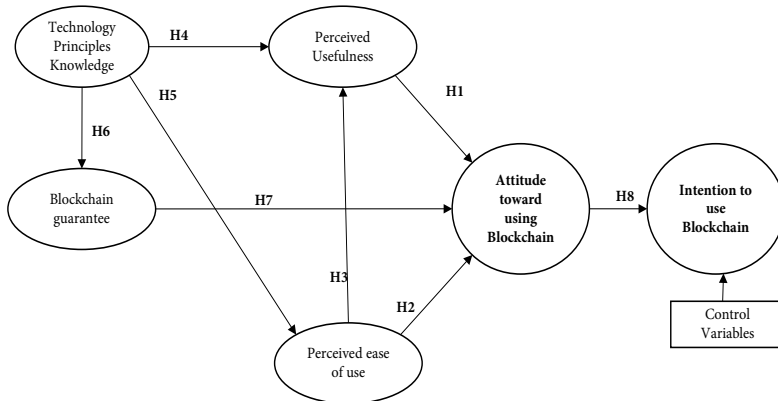 Technology
Principles
Knowledge
H4
Perceived
Usefulness
H5
H1
H6
Blockchain
guarantee
H7
Attitude
toward
using
Blockchain
H8
Intention to
use
Blockchain
H3
H2
Perceived ease
of use
Control
Variables